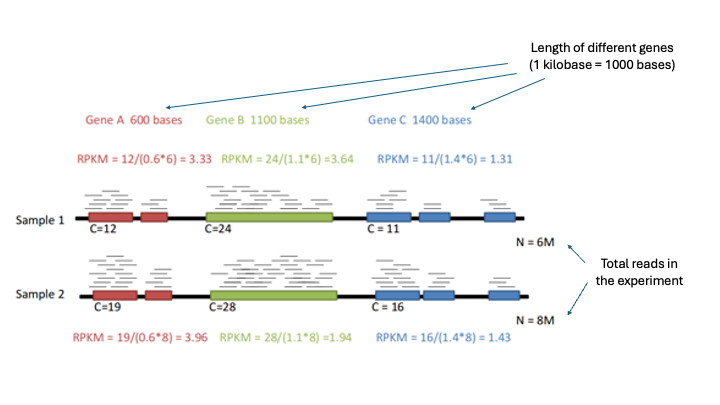 Length of different genes
(1 kilobase = 1000 bases)
Gene A 600 bases
Gene B 1100 bases
Gene C 1400 bases
RPKM = 12/(0.6*6) = 3.33
RPKM = 24/(1.1*6) =3.64
RPKM = 11/(1.4*6) = 1.31
Sample 1
C=12
C=24
C = 11
N = 6M
Total reads in
the experiment
Sample 2
C=19
C=28
C = 16
N = 8M
RPKM = 19/(0.6*8) = 3.96
RPKM = 28/(1.1*8) =1.94
RPKM = 16/(1.4*8) = 1.43